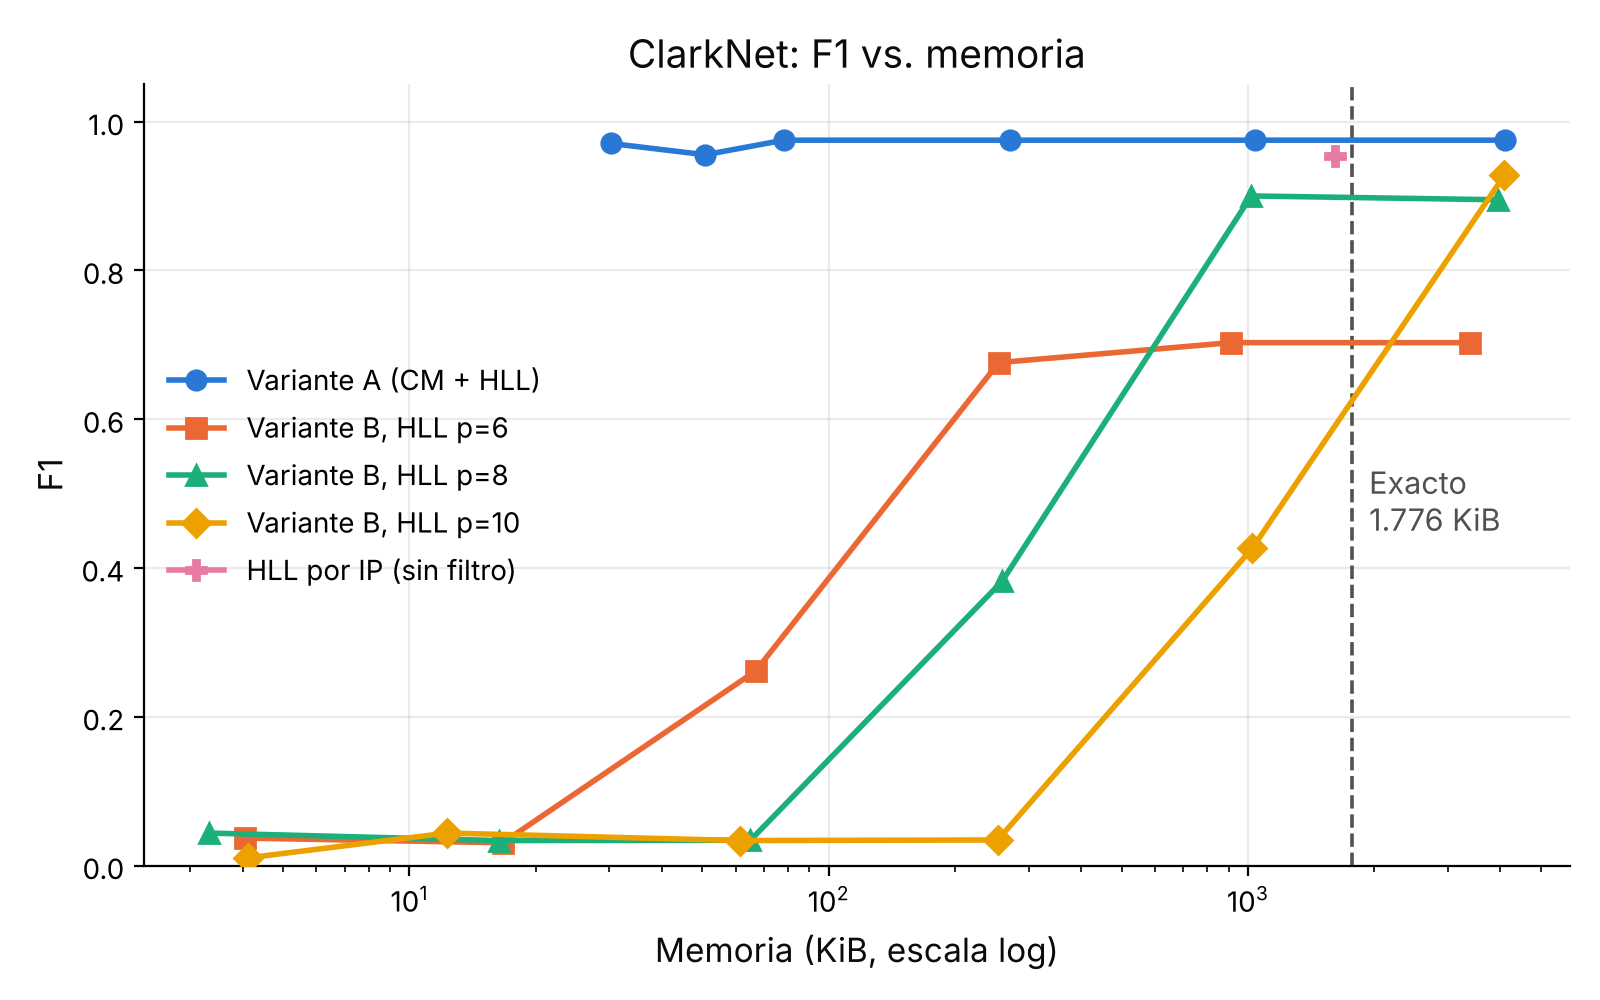 ClarkNet: F1 vs. memoria
F1
1.0
0.8
0.6
0.4
0.2
0.0
Variante A (CM + HLL)
Variante B, HLL p=6
Variante B, HLL p=8
Variante B, HLL p=10
HLL por IP (sin filtro)
Exacto
1.776 KiB
10¹ 10² 10³
Memoria (KiB, escala log)